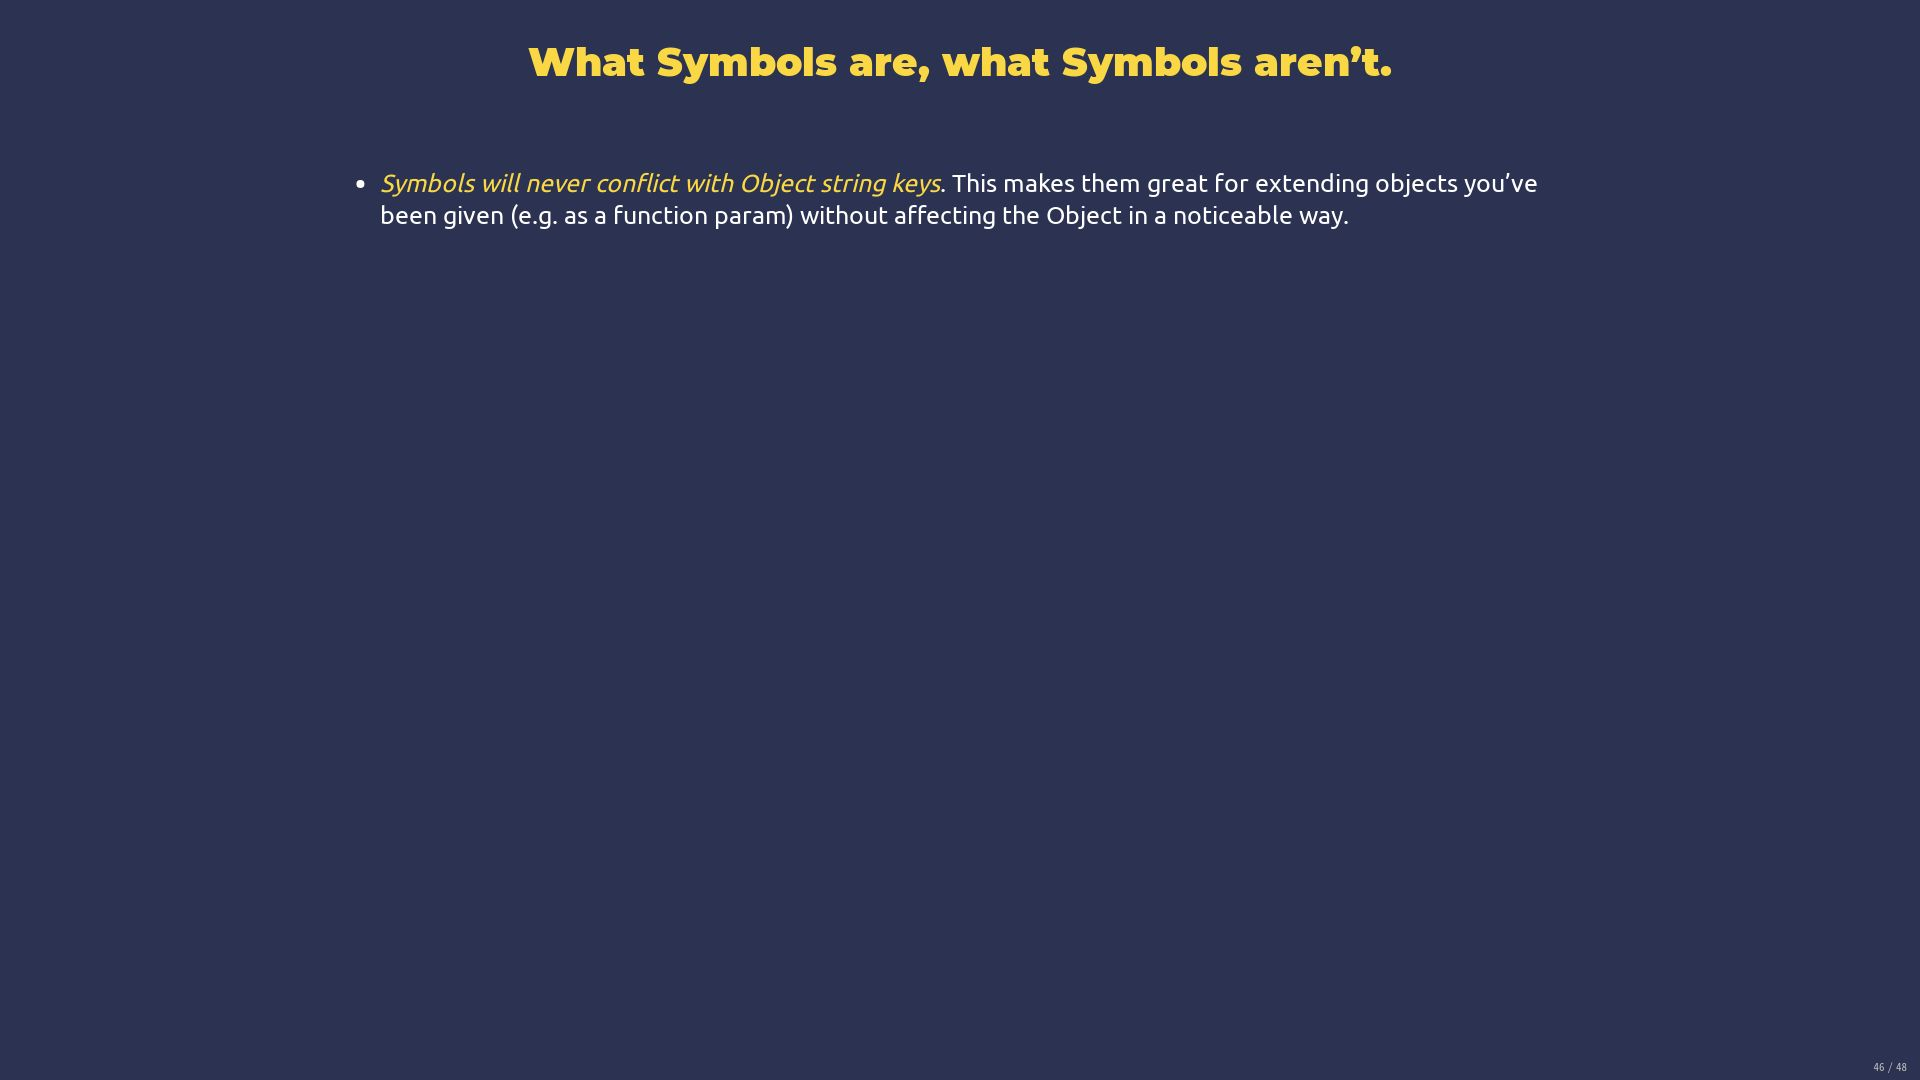 What Symbols are, what Symbols aren’t.
• Symbols will never conflict with Object string keys. This makes them great for extending objects you’ve
been given (e.g. as a function param) without affecting the Object in a noticeable way.
46 / 48